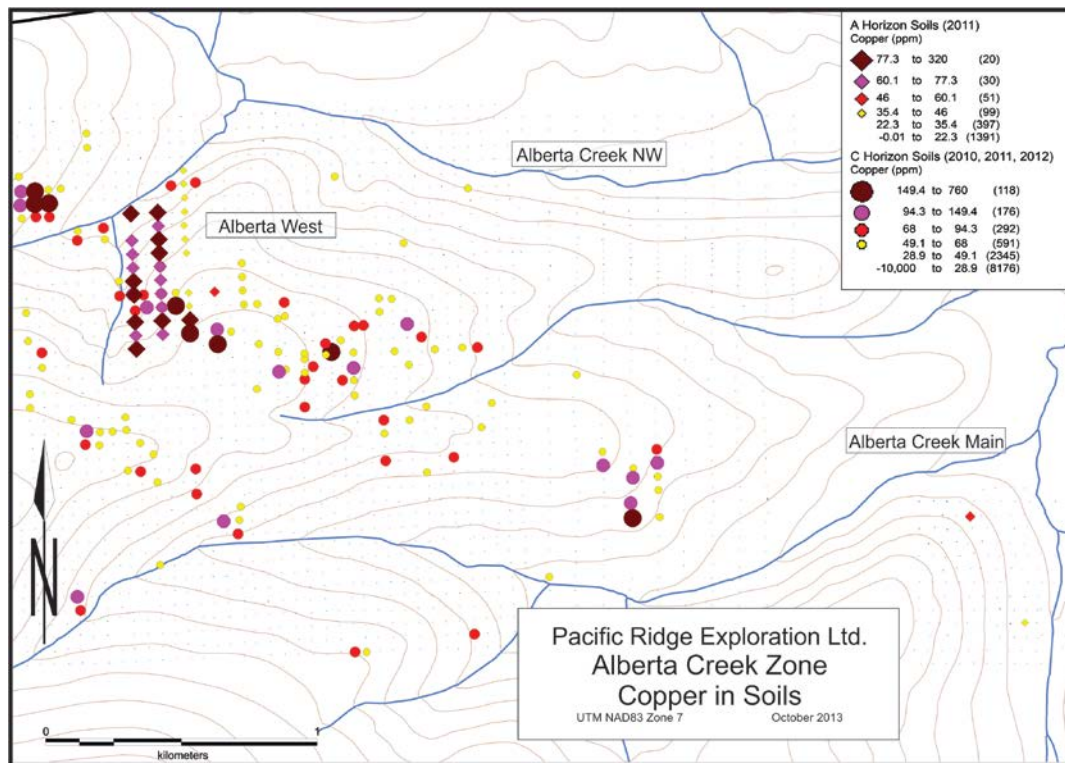 A Horizon Soils (2011)
Copper (ppm)
77.3 to 320 (20)
60.1 to 77.3 (30)
46 to 60.1 (51)
35.4 to 46 (99)
22.3 to 35.4 (397)
-0.01 to 22.3 (1391)
C Horizon Soils (2010, 2011, 2012)
Copper (ppm)
149.4 to 760 (118)
94.3 to 149.4 (176)
68 to 94.3 (292)
49.1 to 68 (591)
28.9 to 49.1 (2345)
-10,000 to 28.9 (8176)
Alberta Creek NW
Alberta West
Alberta Creek Main
N
Pacific Ridge Exploration Ltd.
Alberta Creek Zone
Copper in Soils
UTM NAD83 Zone 7 October 2013
0 1
kilometers